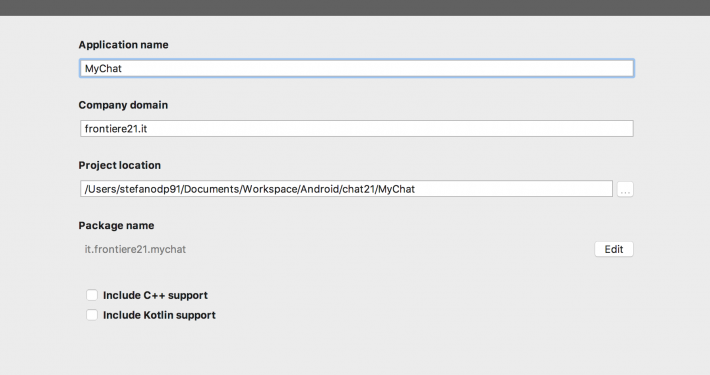 Application name
MyChat
Company domain
frontiere21.it
Project location
/Users/stefanodp91/Documents/Workspace/Android/chat21/MyChat
...
Package name
it.frontiere21.mychat
Edit
Include C++ support
Include Kotlin support